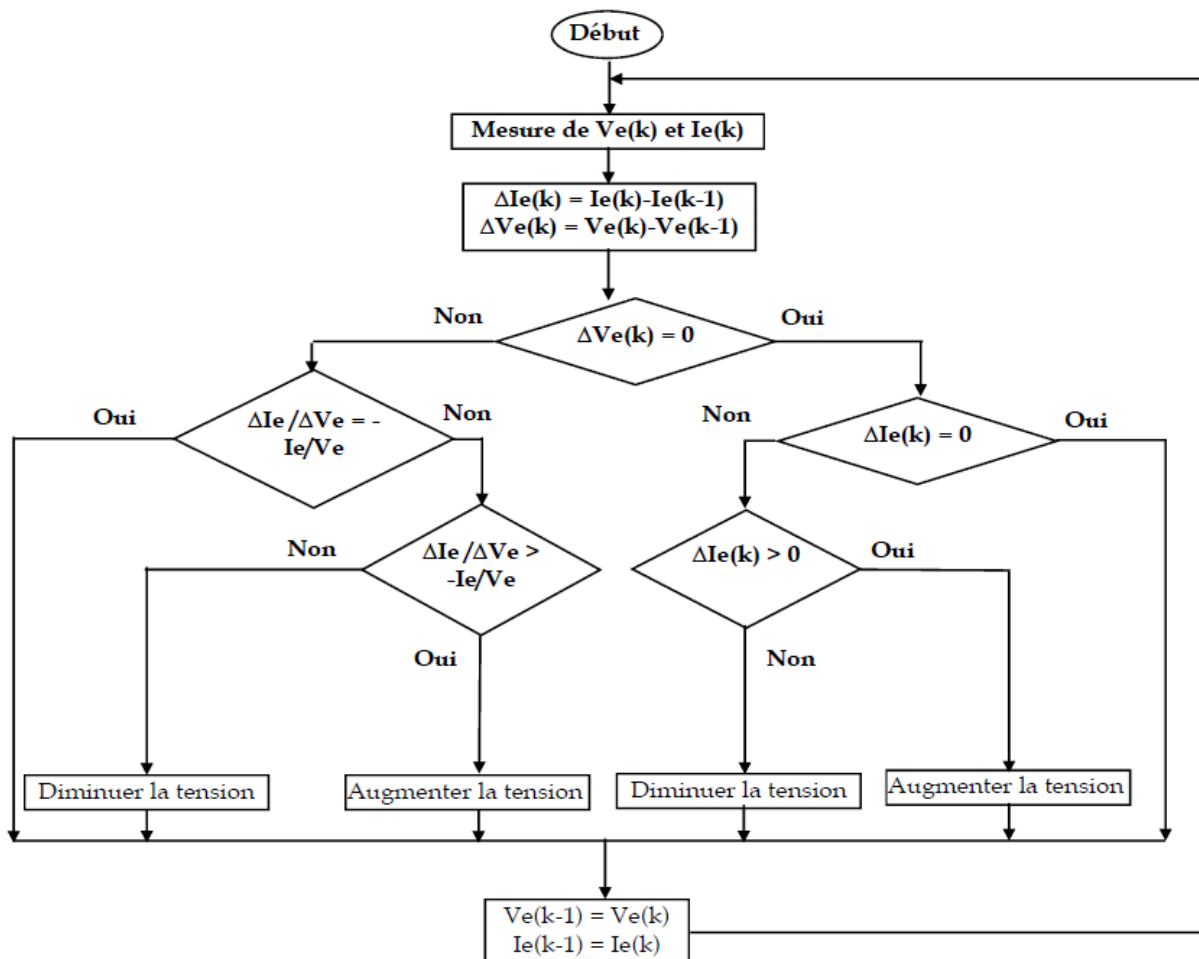 Début
Mesure de Ve(k) et Ie(k)
ΔIe(k) = Ie(k)-Ie(k-1)
ΔVe(k) = Ve(k)-Ve(k-1)
Non
Oui
ΔVe(k) = 0
Oui
ΔIe/ΔVe = -
Ie/Ve
Non
Non
ΔIe(k) = 0
Oui
Non
ΔIe/ΔVe >
-Ie/Ve
ΔIe(k) > 0
Oui
Oui
Non
Diminuer la tension
Augmenter la tension
Diminuer la tension
Augmenter la tension
Ve(k-1) = Ve(k)
Ie(k-1) = Ie(k)